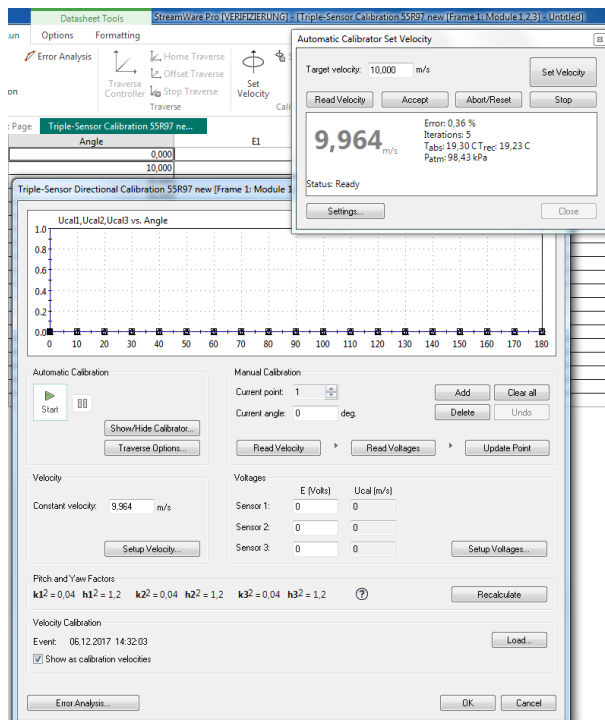 Datasheet Tools StreamWare Pro [VERIFIZIERUNG] - [Triple-Sensor Calibration 55R97 new [Frame 1: Module 1,2,3] - Untitled]
un Options Formatting
Error Analysis
Traverse Controller
Home Traverse
Offset Traverse
Stop Traverse
Traverse
Set Velocity
S
Cali
on
t Page Triple-Sensor Calibration 55R97 ne...
Angle E1
0,000
10,000
Automatic Calibrator Set Velocity
Target velocity: 10,000 m/s Set Velocity
Read Velocity Accept Abort/Reset Stop
9,964 m/s
Error: 0,36 %
Iterations: 5
Tabs: 19,30 C Trec: 19,23 C
Patm: 98,43 kPa
Status: Ready
Settings... Close
Triple-Sensor Directional Calibration 55R97 new [Frame 1: Module 1
Ucal1,Ucal2,Ucal3 vs. Angle
1.0
0.8
0.6
0.4
0.2
0.0
0 10 20 30 40 50 60 70 80 90 100 110 120 130 140 150 160 170 180
Automatic Calibration
Start
Show/Hide Calibrator...
Traverse Options...
Manual Calibration
Current point: 1 Add Clear all
Current angle: 0 deg. Delete Undo
Read Velocity Read Voltages Update Point
Velocity
Constant velocity: 9,964 m/s
Setup Velocity...
Voltages
E (Volts) Ucal (m/s)
Sensor 1: 0 0
Sensor 2: 0 0
Sensor 3: 0 0
Setup Voltages...
Pitch and Yaw Factors
k1² = 0,04 h1² = 1,2 k2² = 0,04 h2² = 1,2 k3² = 0,04 h3² = 1,2 ? Recalculate
Velocity Calibration
Event: 06.12.2017 14:32:03 Load...
Show as calibration velocities
Error Analysis... OK Cancel